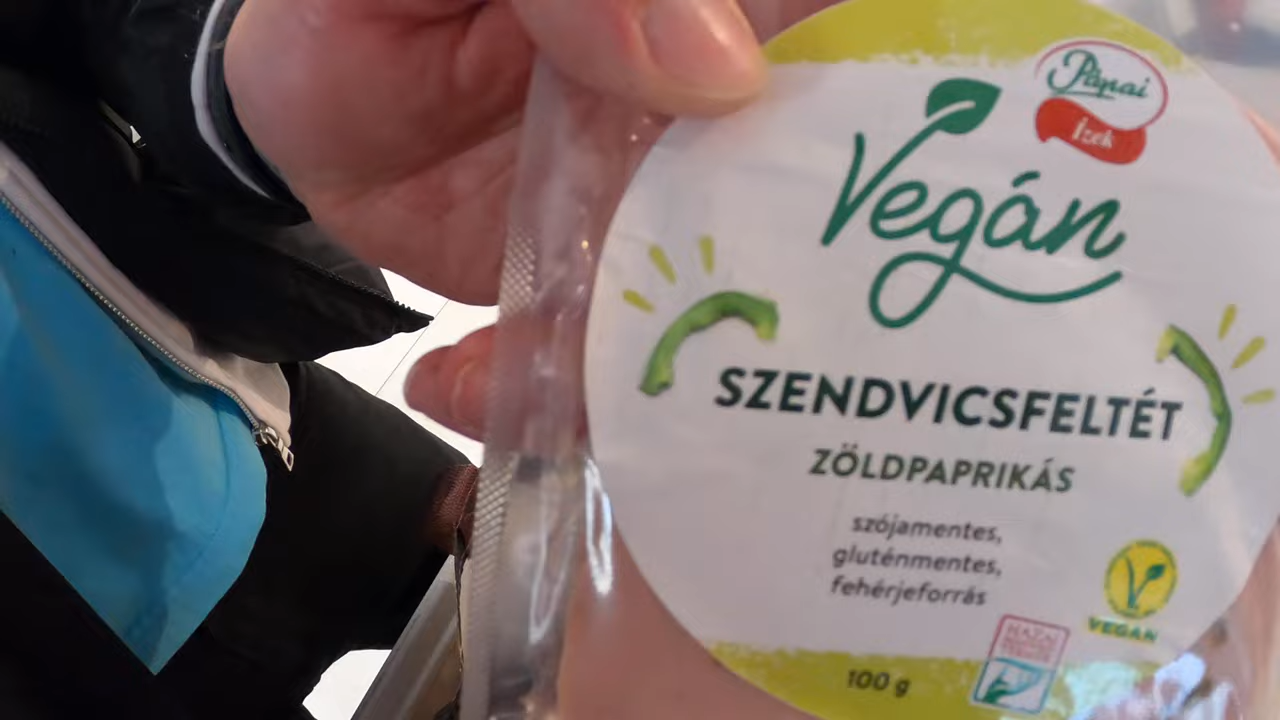 Pápai
Ízek
Vegán
SZENDVICSFELTÉT
ZÖLDPAPRIKÁS
szójamentes,
gluténmentes,
fehérjeforrás
VEGAN
100 g